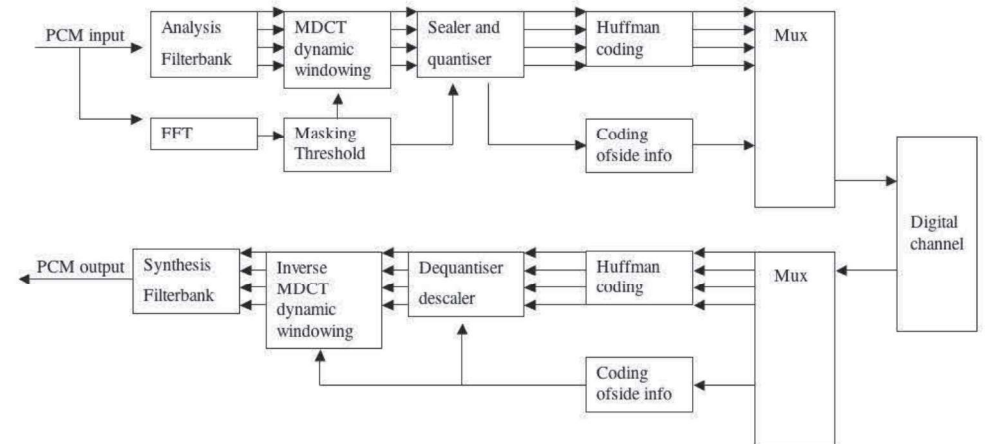 PCM input
Analysis
Filterbank
MDCT
dynamic
windowing
Sealer and
quantiser
Huffman
coding
Mux
FFT
Masking
Threshold
Coding
ofside info
Digital
channel
PCM output
Synthesis
Filterbank
Inverse
MDCT
dynamic
windowing
Dequantiser
descaler
Huffman
coding
Mux
Coding
ofside info